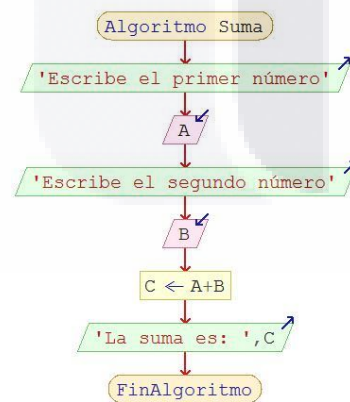 Algoritmo Suma
'Escribe el primer número'
A
'Escribe el segundo número'
B
C ← A+B
'La suma es: ',C
FinAlgoritmo